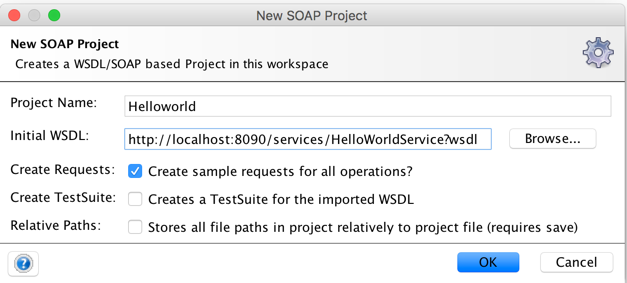 New SOAP Project
New SOAP Project
Creates a WSDL/SOAP based Project in this workspace
Project Name: Helloworld
Initial WSDL: http://localhost:8090/services/HelloWorldService?wsdl Browse...
Create Requests: Create sample requests for all operations?
Create TestSuite: Creates a TestSuite for the imported WSDL
Relative Paths: Stores all file paths in project relatively to project file (requires save)
? OK Cancel